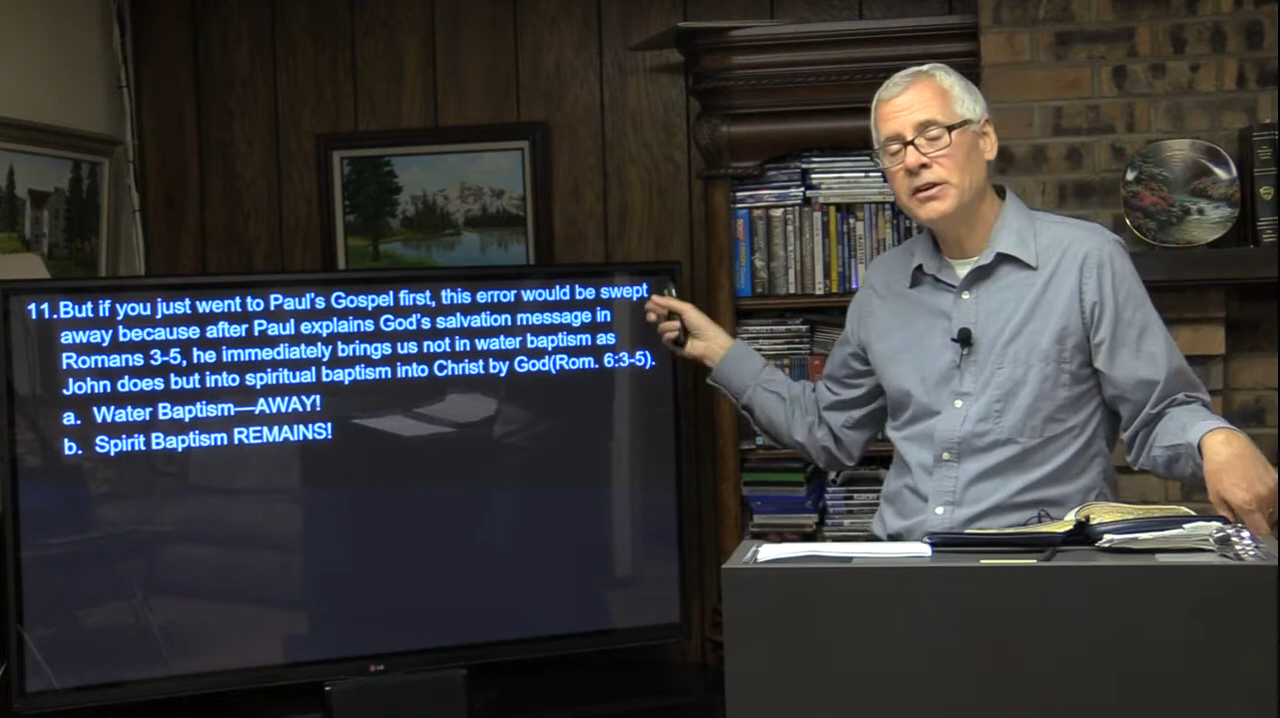 11.But if you just went to Paul's Gospel first, this error would be swept
away because after Paul explains God's salvation message in
Romans 3-5, he immediately brings us not in water baptism as
John does but into spiritual baptism into Christ by God(Rom. 6:3-5).
a. Water Baptism—AWAY!
b. Spirit Baptism REMAINS!
LG